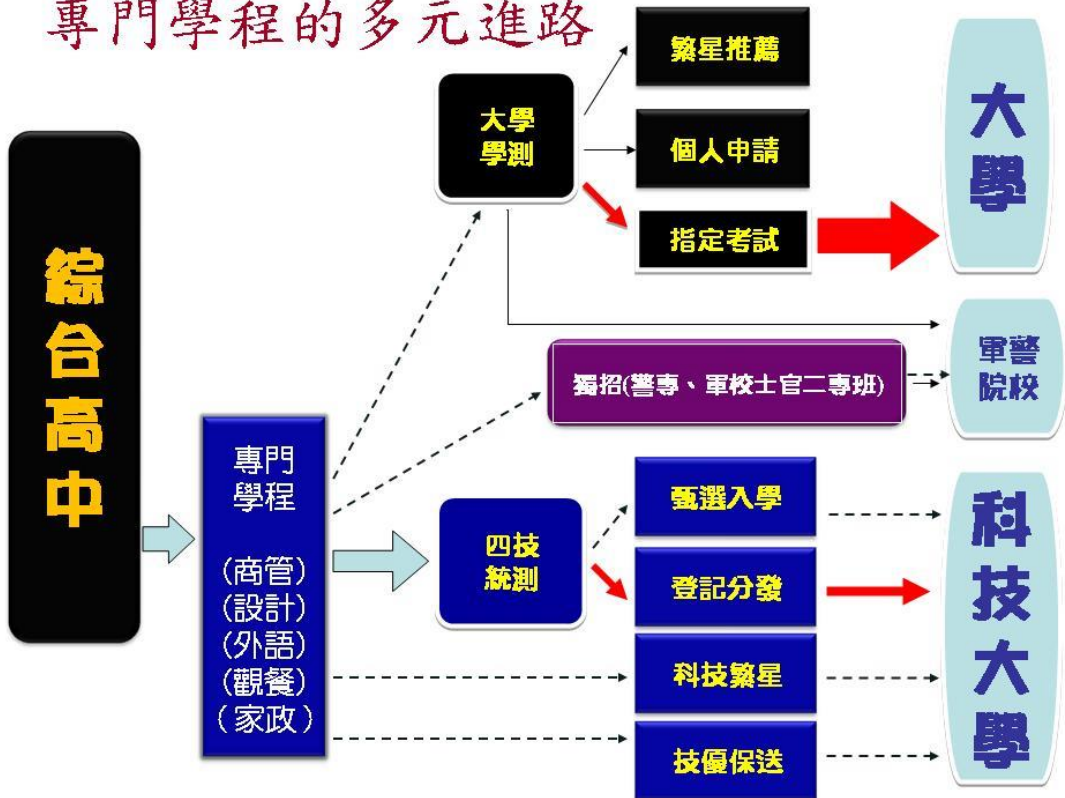 專門學程的多元進路
綜合高中
專門
學程
(商管)
(設計)
(外語)
(觀餐)
(家政)
大學
學測
繁星推薦
個人申請
指定考試
大學
獨招(警專、軍校士官二專班)
軍警
院校
四技
統測
甄選入學
登記分發
科技繁星
技優保送
科技大學